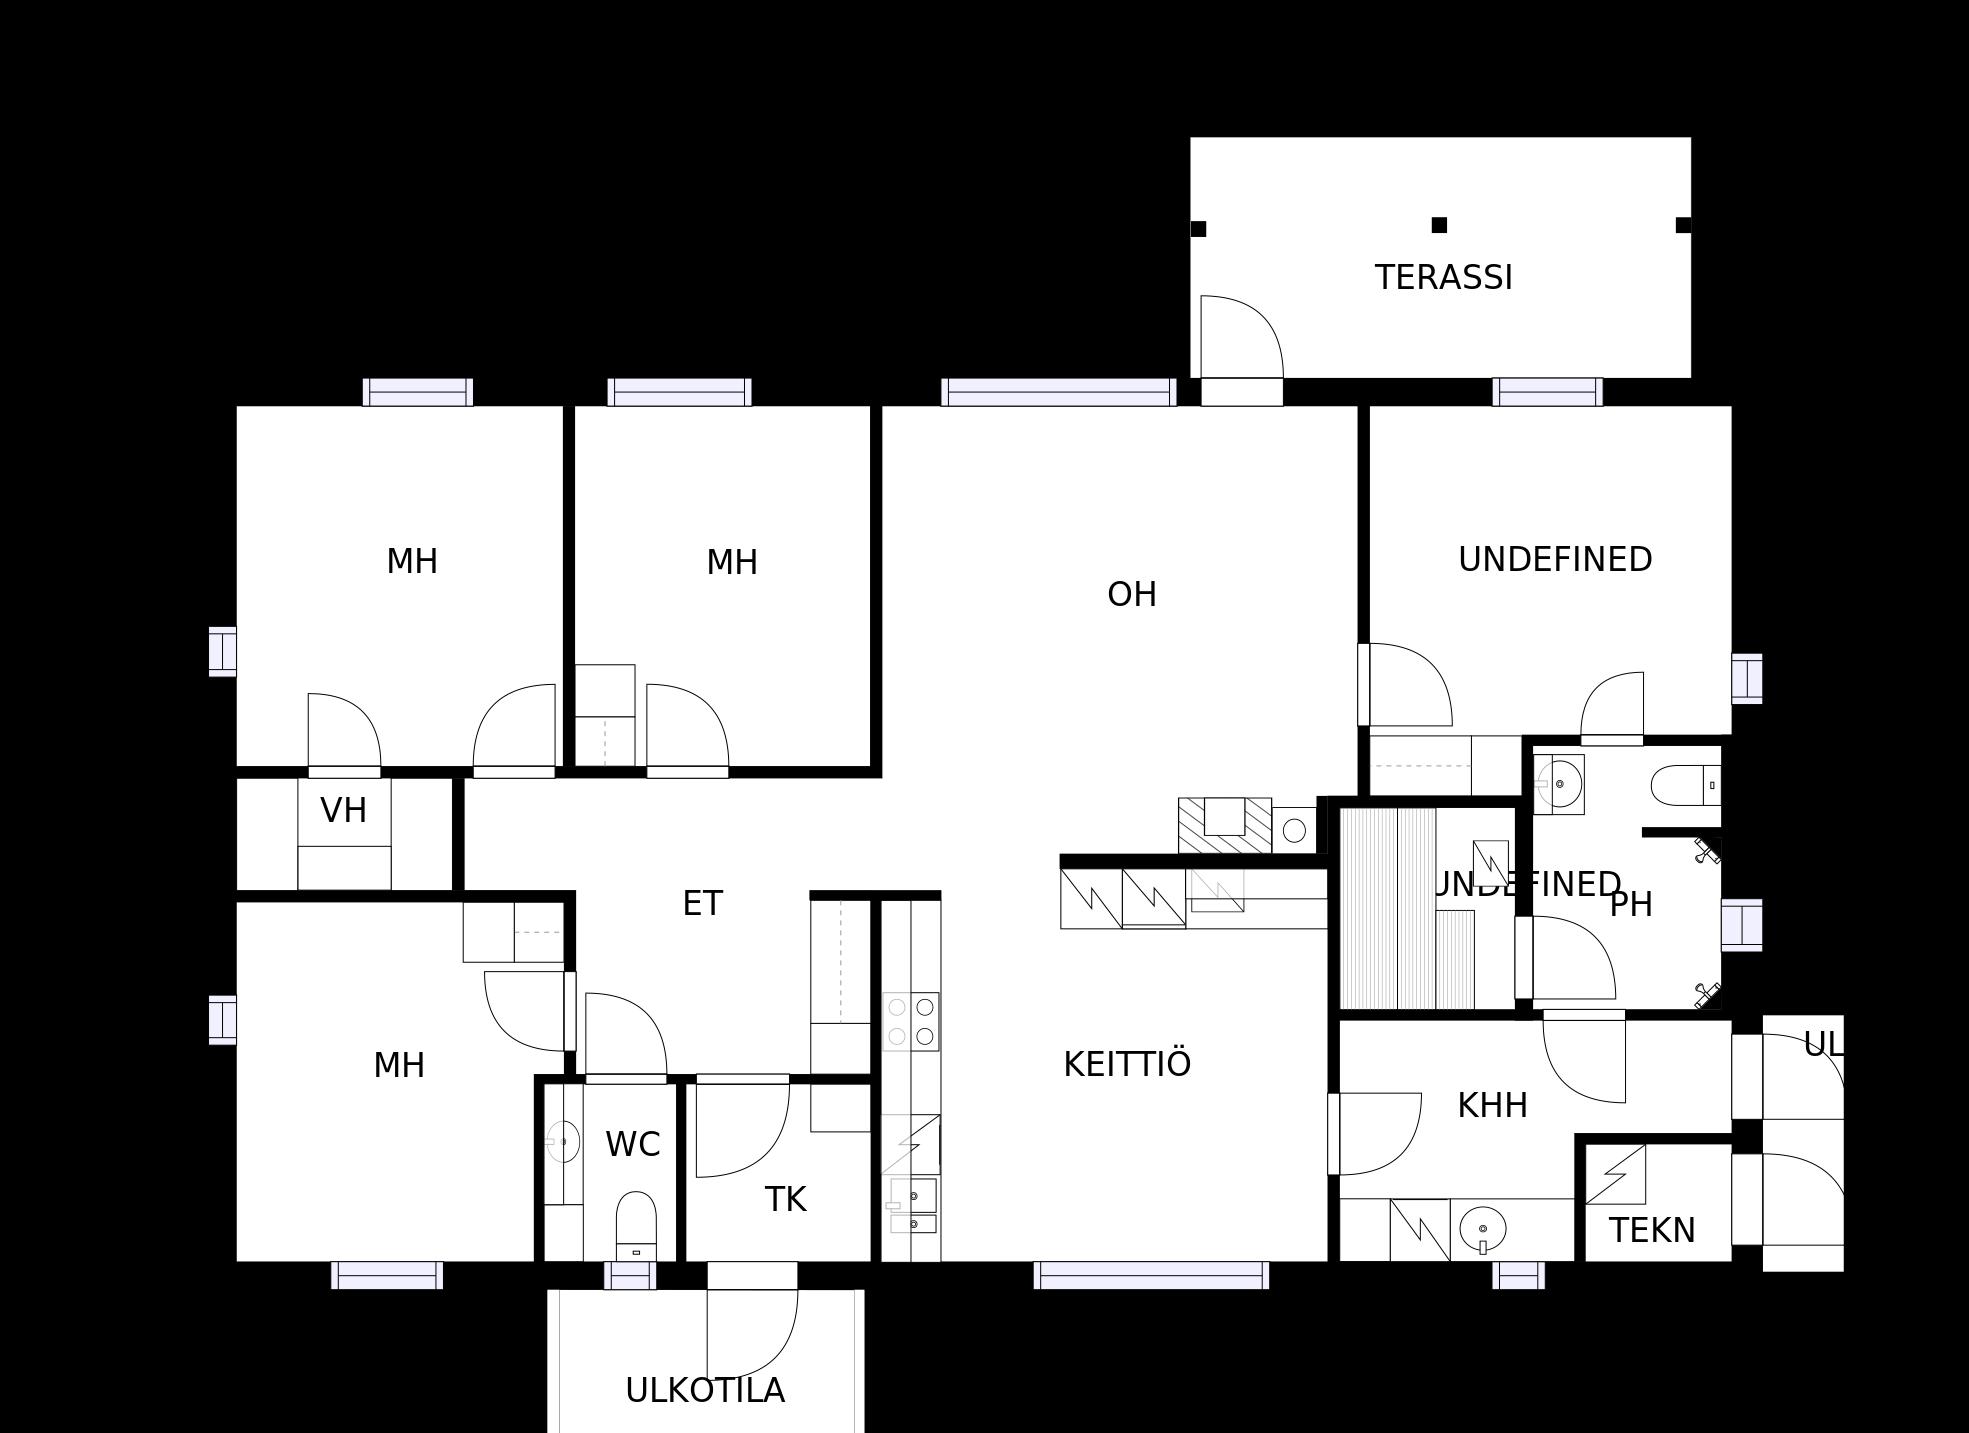 TERASSI
MH
MH
OH
UNDEFINED
VH
ET
UNDEFINED
PH
MH
KEITTIÖ
UL
KHH
WC
TK
TEKN
ULKOTILA